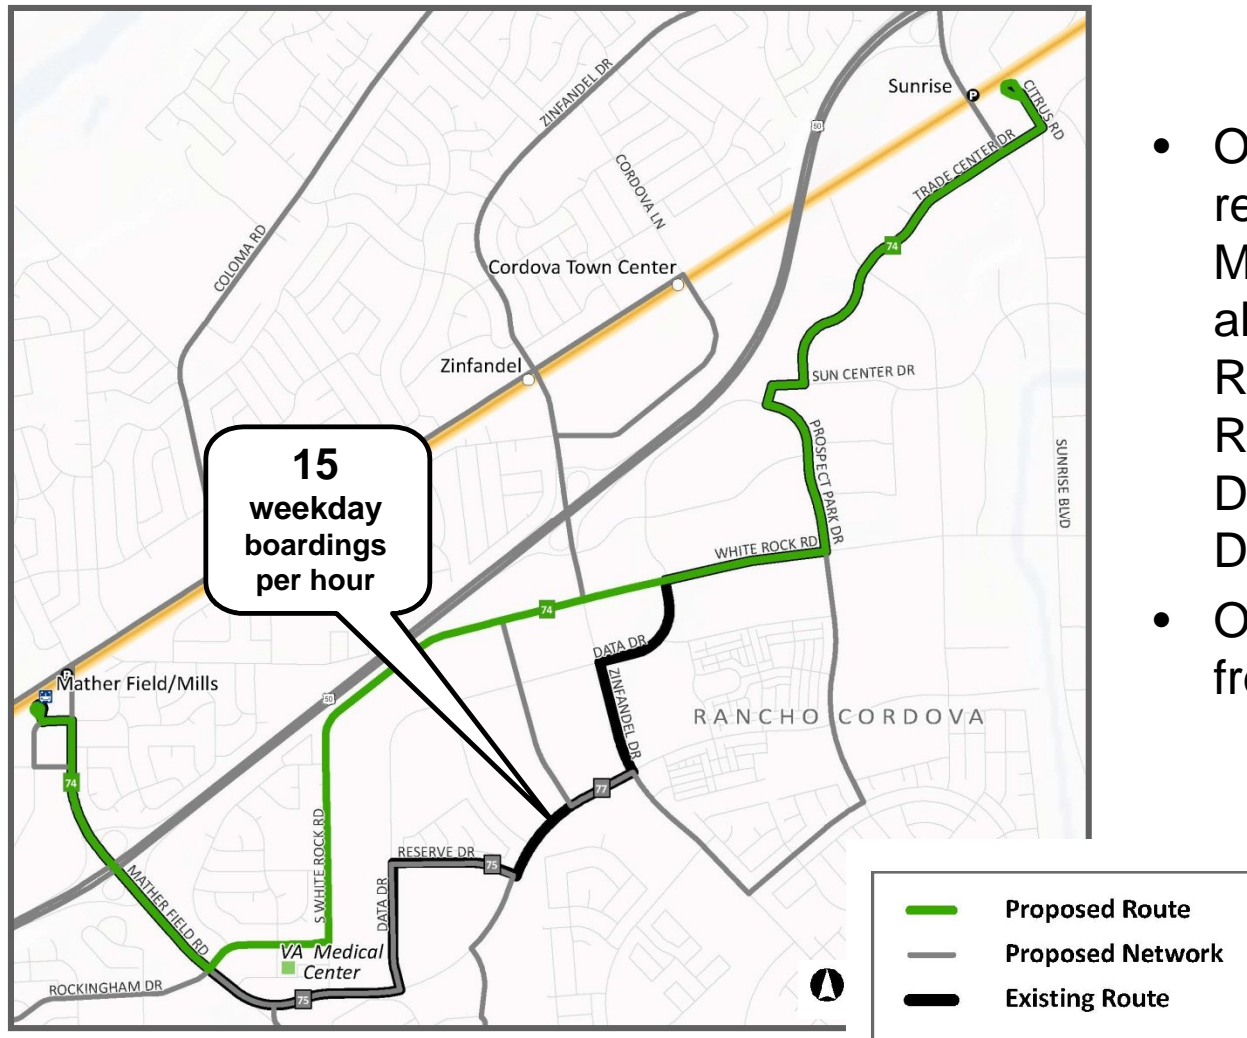 ZINFANDEL DR
Sunrise
P
CITRUS RD
50
TRADE CENTER DR
CORDOVA LN
COLOMA RD
74
Cordova Town Center
Zinfandel
SUN CENTER DR
PROSPECT PARK DR
SUNRISE BLVD
15
weekday
boardings
per hour
WHITE ROCK RD
74
DATA DR
ZINFANDEL DR
P
Mather Field/Mills
50
RANCHO CORDOVA
74
77
S WHITE ROCK RD
RESERVE DR
75
MATHER FIELD RD
DATA DR
VA Medical
Center
ROCKINGHAM DR
75
Proposed Route
Proposed Network
Existing Route
• O
re
M
al
R
R
D
D
• O
fr